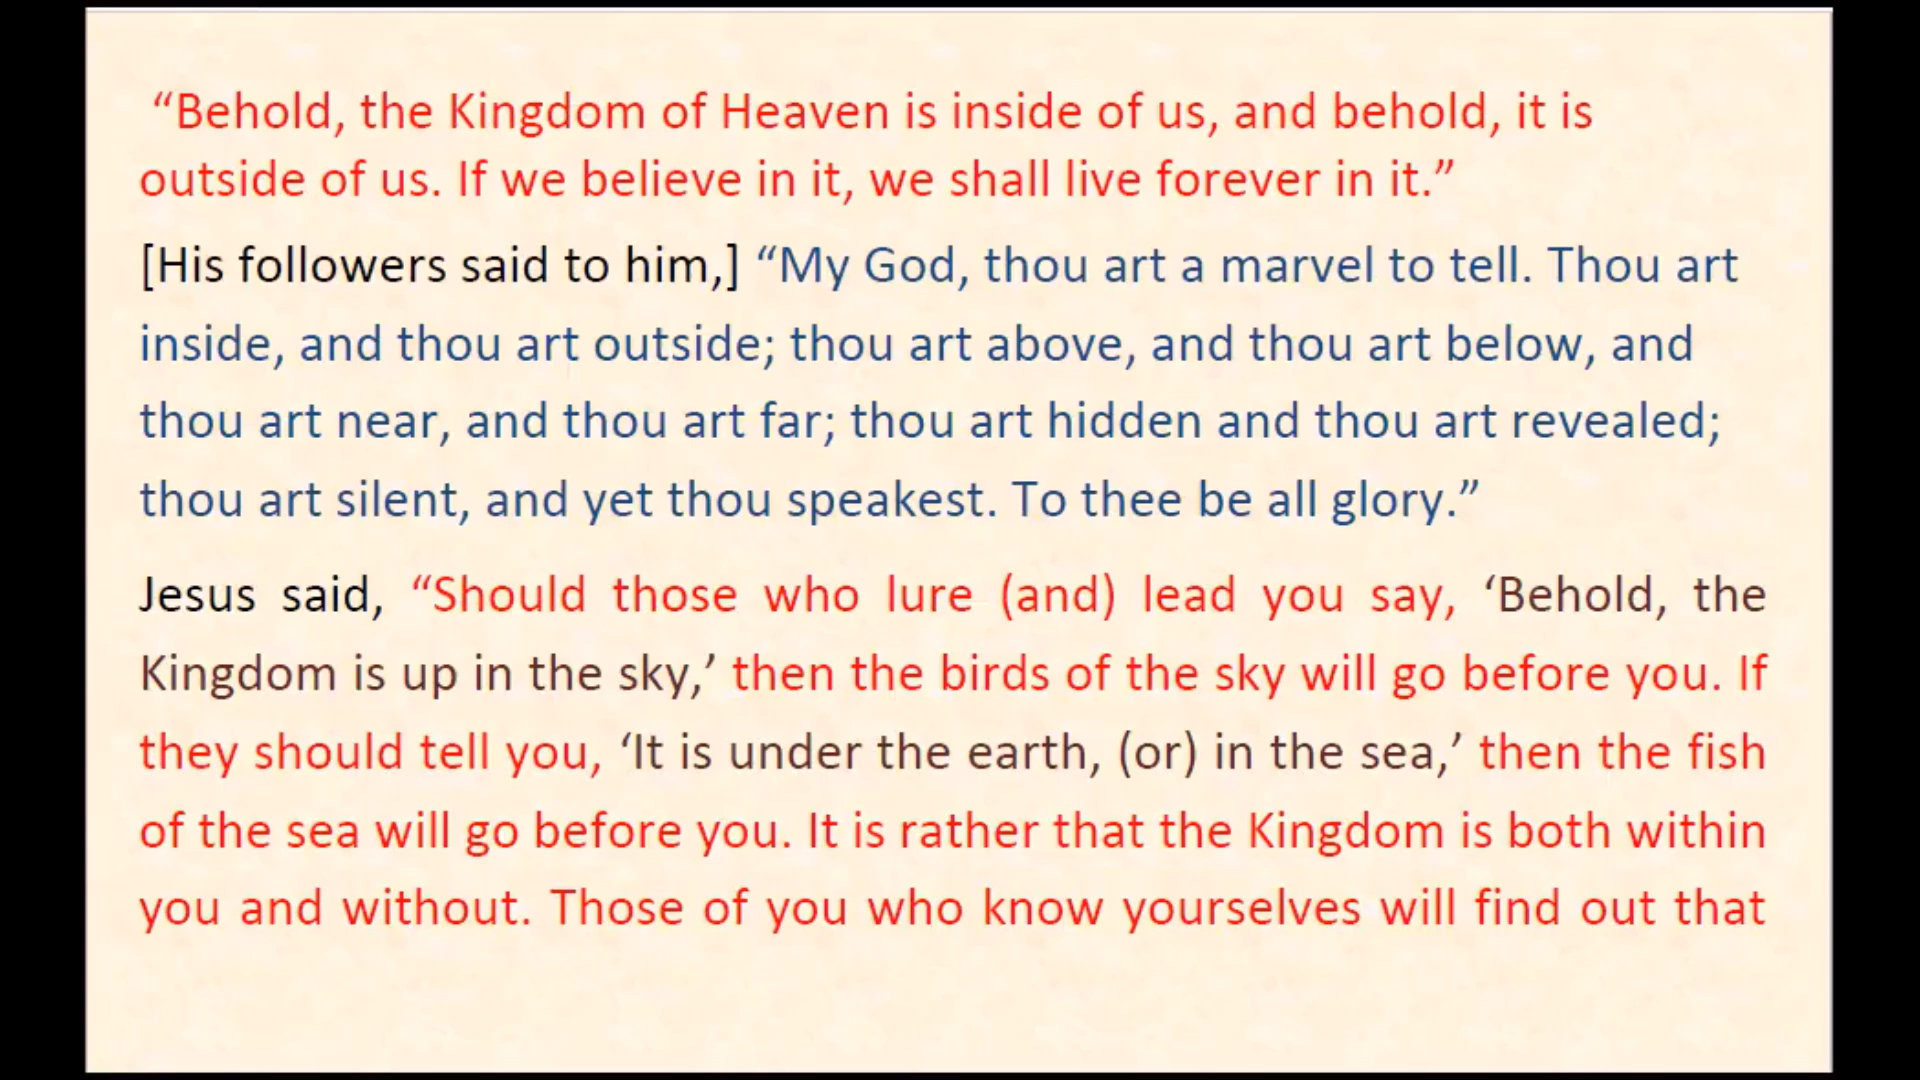 “Behold, the Kingdom of Heaven is inside of us, and behold, it is
outside of us. If we believe in it, we shall live forever in it.”
[His followers said to him,] “My God, thou art a marvel to tell. Thou art
inside, and thou art outside; thou art above, and thou art below, and
thou art near, and thou art far; thou art hidden and thou art revealed;
thou art silent, and yet thou speakest. To thee be all glory.”
Jesus said, “Should those who lure (and) lead you say, ‘Behold, the
Kingdom is up in the sky,’ then the birds of the sky will go before you. If
they should tell you, ‘It is under the earth, (or) in the sea,’ then the fish
of the sea will go before you. It is rather that the Kingdom is both within
you and without. Those of you who know yourselves will find out that